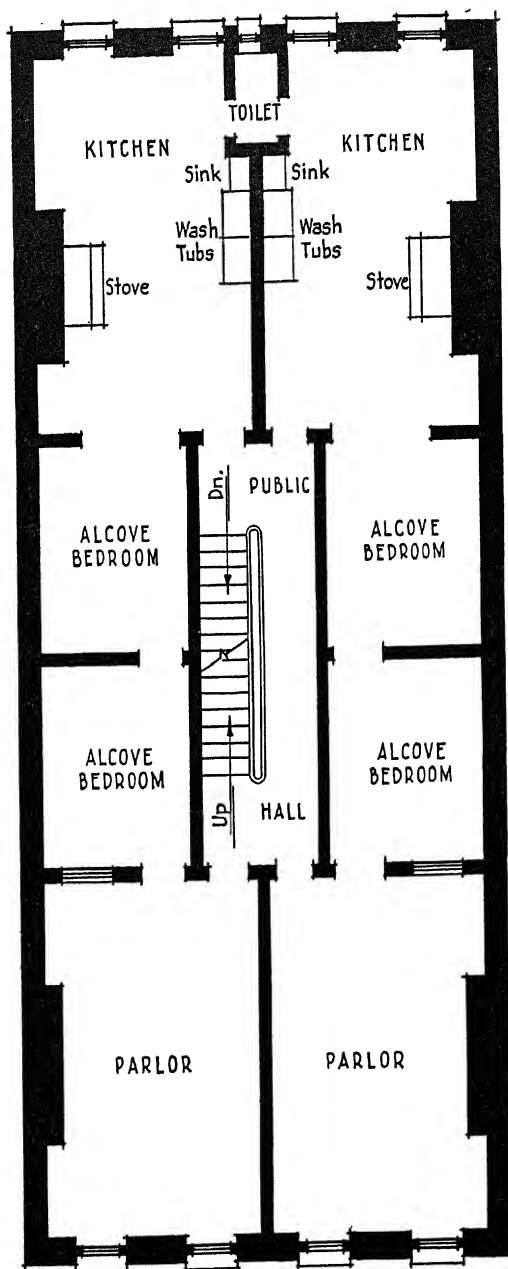 TOILET
KITCHEN
KITCHEN
Sink
Sink
Wash
Tubs
Wash
Tubs
Stove
Stove
Dn.
PUBLIC
ALCOVE
BEDROOM
ALCOVE
BEDROOM
ALCOVE
BEDROOM
ALCOVE
BEDROOM
Up
HALL
PARLOR
PARLOR